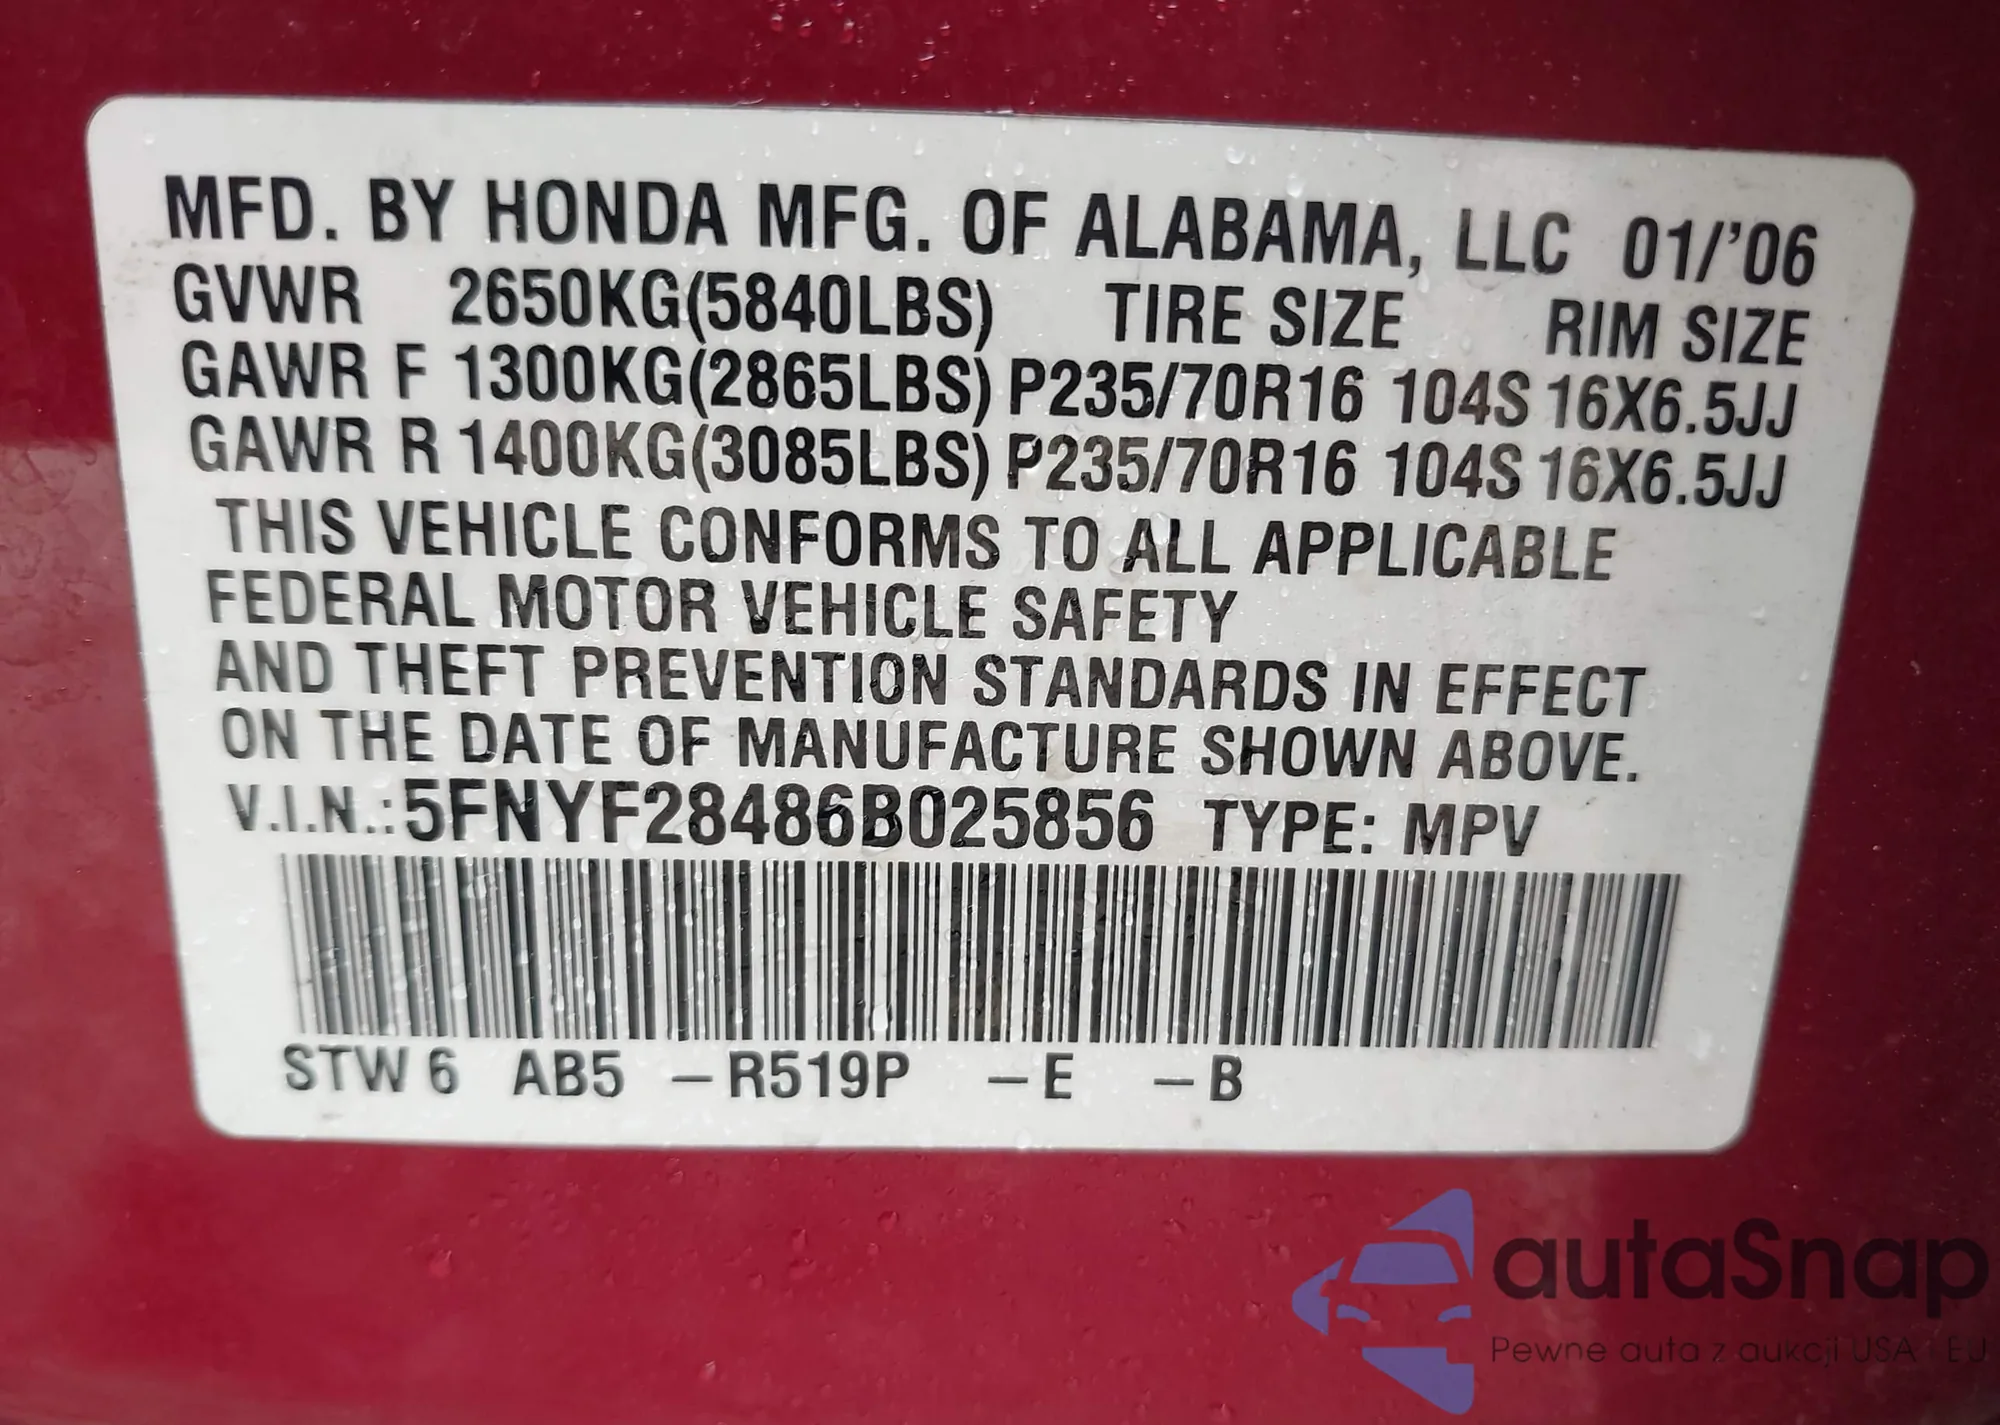 MFD. BY HONDA MFG. OF ALABAMA, LLC 01/'06
GVWR 2650KG(5840LBS) TIRE SIZE RIM SIZE
GAWR F 1300KG(2865LBS) P235/70R16 104S 16X6.5JJ
GAWR R 1400KG(3085LBS) P235/70R16 104S 16X6.5JJ
THIS VEHICLE CONFORMS TO ALL APPLICABLE
FEDERAL MOTOR VEHICLE SAFETY
AND THEFT PREVENTION STANDARDS IN EFFECT
ON THE DATE OF MANUFACTURE SHOWN ABOVE.
V.I.N.:5FNYF28486B025856 TYPE: MPV
STW 6 AB5 –R519P –E –B
autaSnap
Pewne auta z aukcji USA i EU